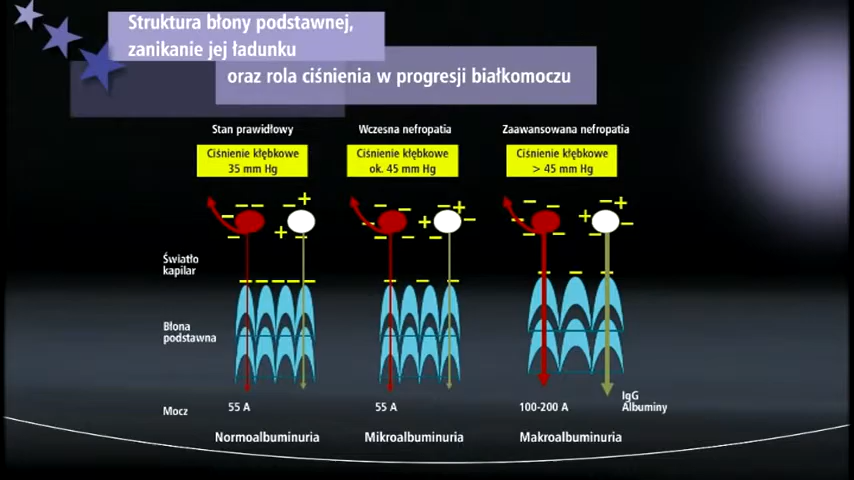 Struktura błony podstawnej,
zanikanie jej ładunku
oraz rola ciśnienia w progresji białkomoczu
Stan prawidłowy
Wczesna nefropatia
Zaawansowana nefropatia
Ciśnienie kłębkowe
35 mm Hg
Ciśnienie kłębkowe
ok. 45 mm Hg
Ciśnienie kłębkowe
> 45 mm Hg
Światło
kapilar
Błona
podstawna
Mocz
55 A
55 A
100-200 A
IgG
Albuminy
Normoalbuminuria
Mikroalbuminuria
Makroalbuminuria